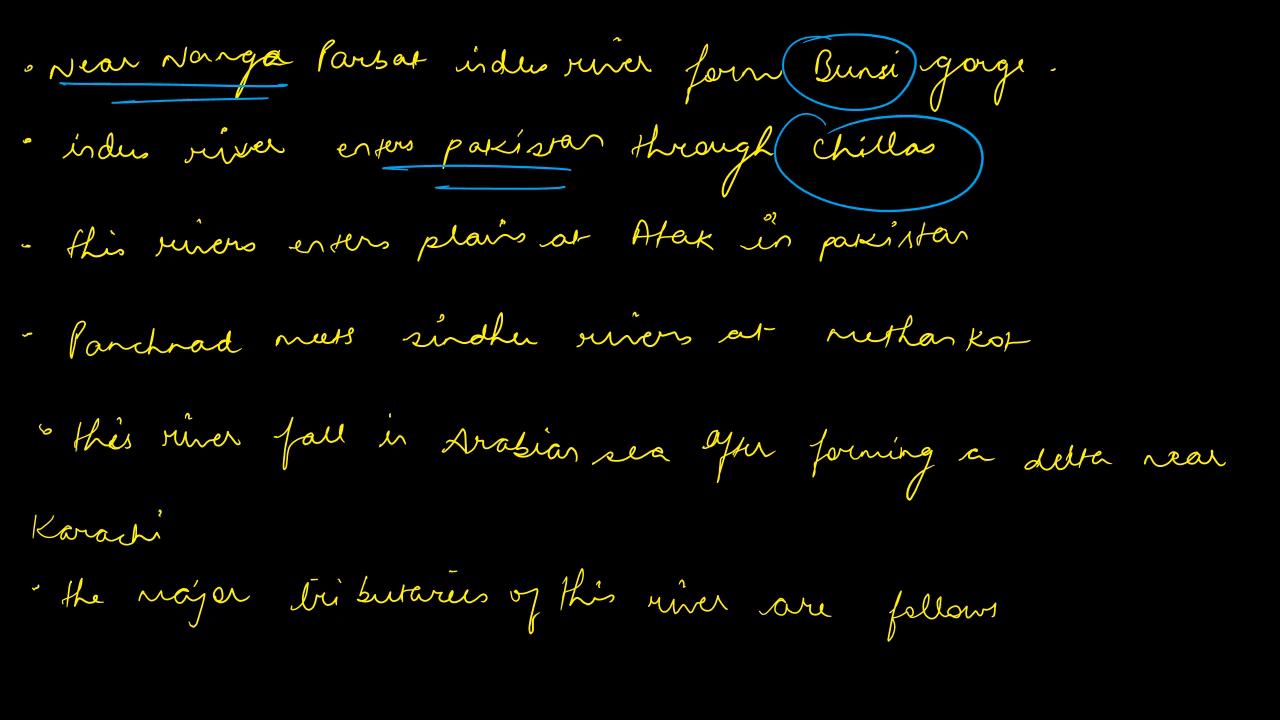 • Near Nanga Parbat indus river form Bunsi gorge.
• indus river enters pakistan through chillas
- this rivers enters plains at Atak in pakistan
- Panchnad meets sindhu rivers at methankot
• this river fall in Arabian sea after forming a delta near
Karachi
• the major tributaries of this river are follows